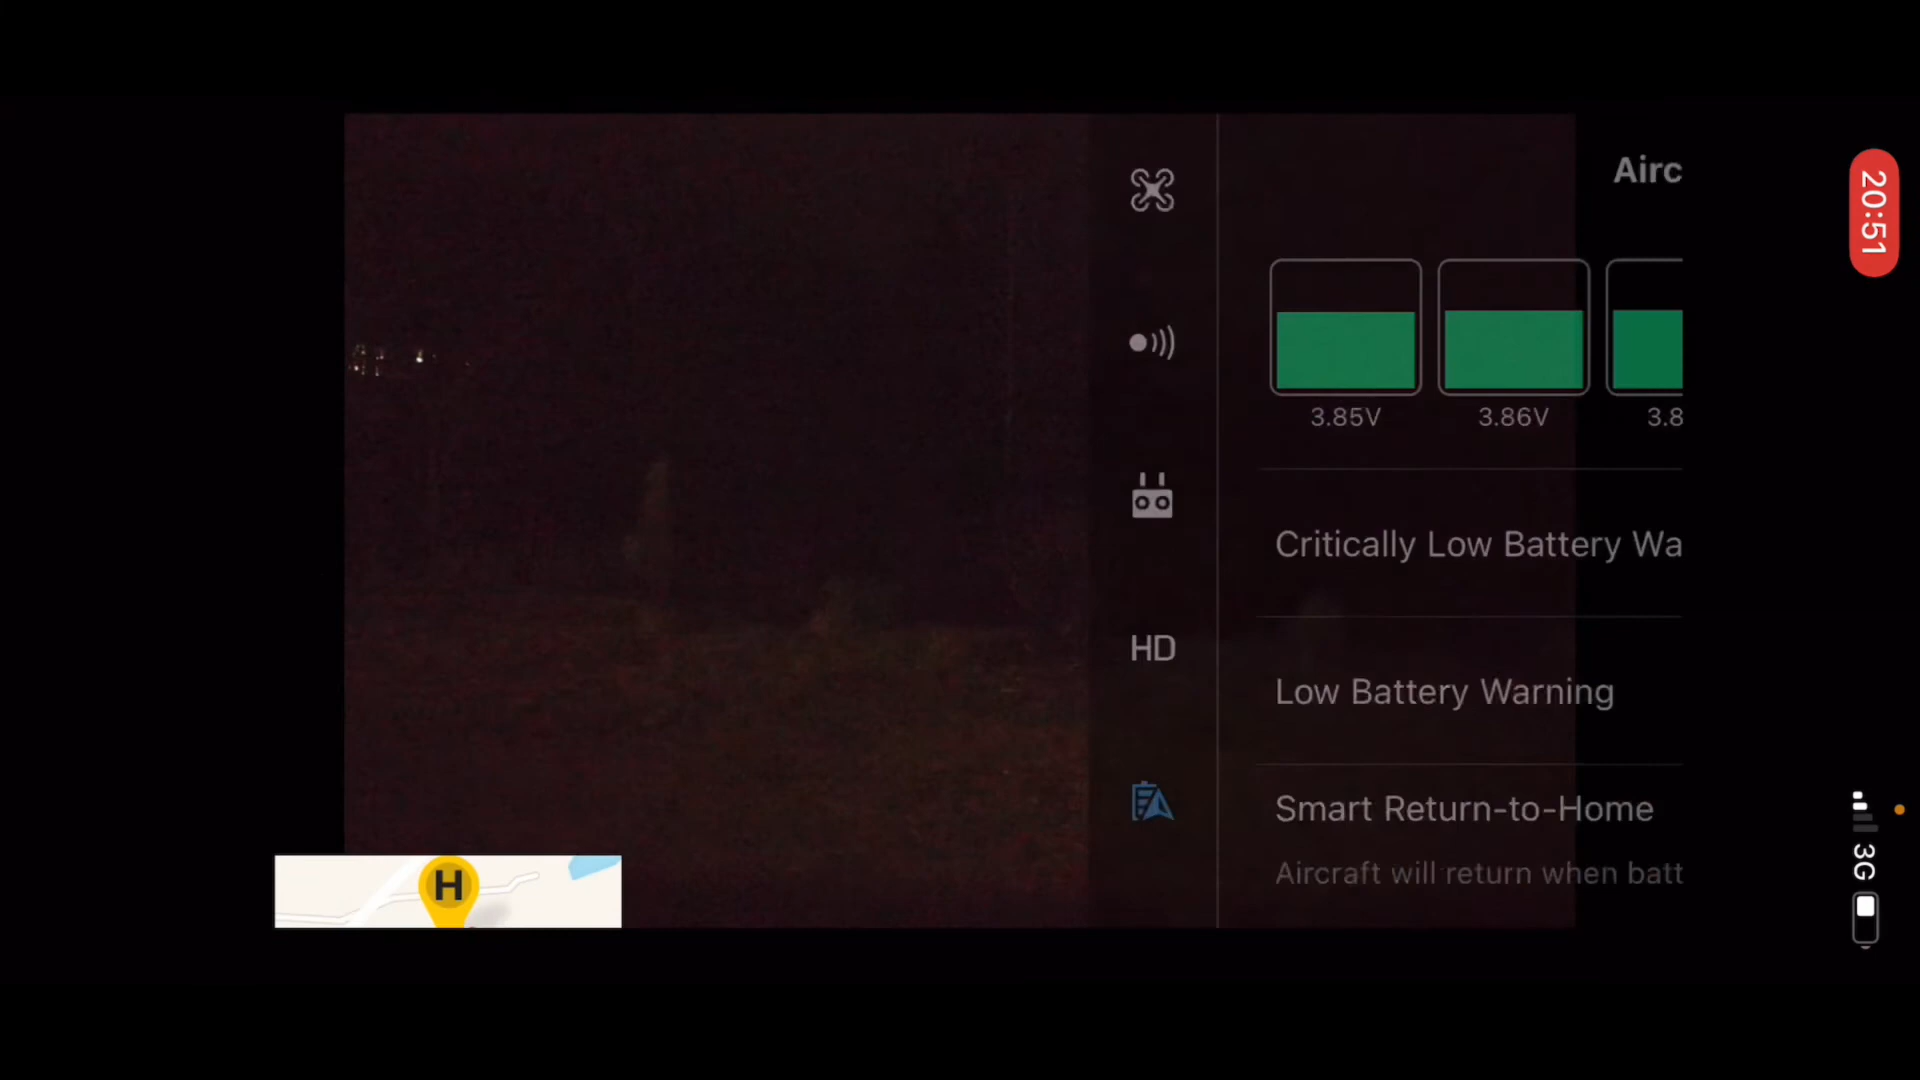 Airc
3.85V 3.86V 3.8
Critically Low Battery Wa
HD
Low Battery Warning
Smart Return-to-Home
Aircraft will return when batt
H
20:51
3G